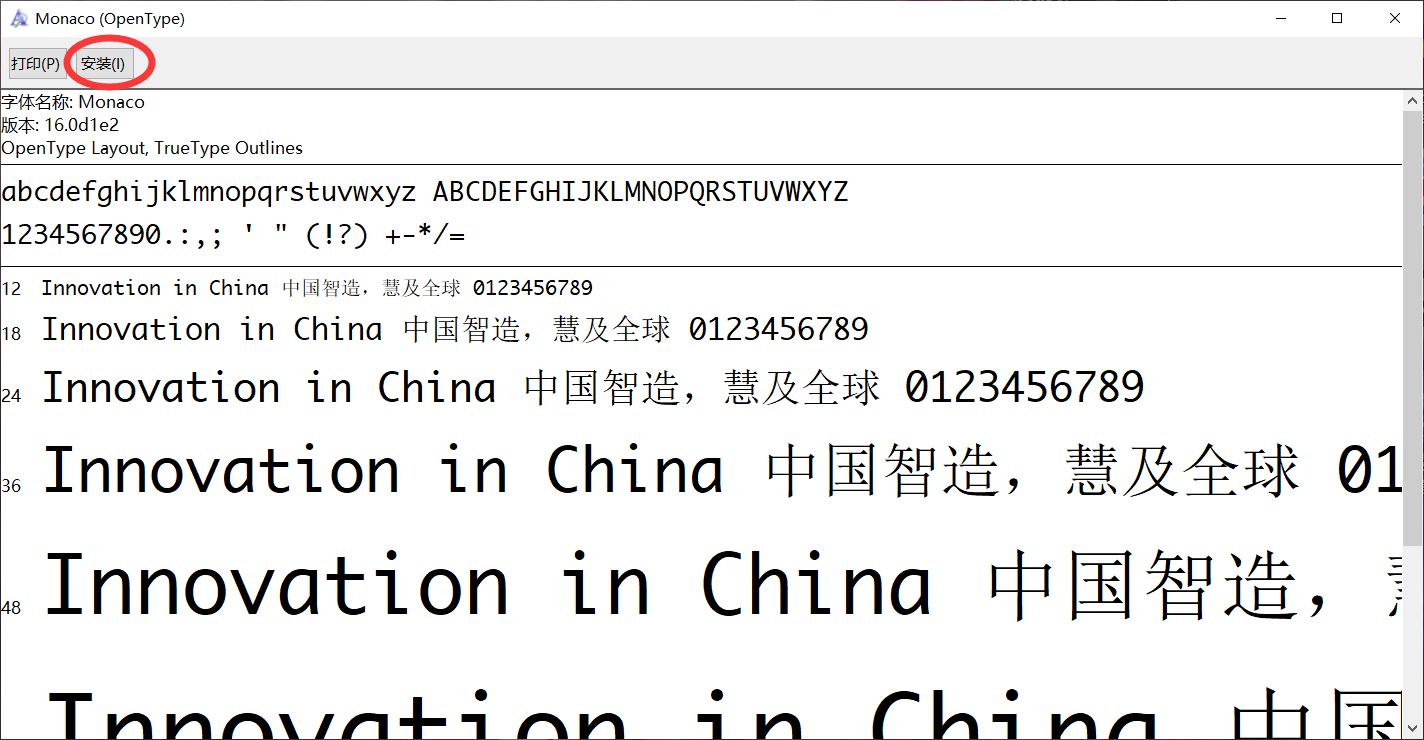 Monaco (OpenType)
打印(P) 安装(I)
字体名称: Monaco
版本: 16.0d1e2
OpenType Layout, TrueType Outlines
abcdefghijklmnopqrstuvwxyz ABCDEFGHIJKLMNOPQRSTUVWXYZ
1234567890.:,; ' " (!?) +-*/=
12 Innovation in China 中国智造，慧及全球 0123456789
18 Innovation in China 中国智造，慧及全球 0123456789
24 Innovation in China 中国智造，慧及全球 0123456789
36 Innovation in China 中国智造，慧及全球 01
48 Innovation in China 中国智造，
Innovation in China 中国